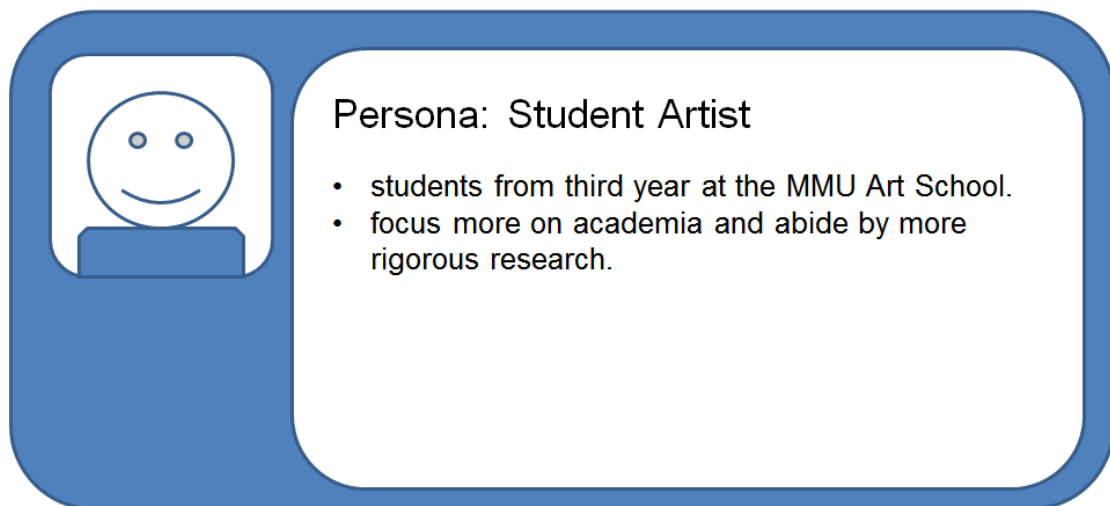 Persona: Student Artist
• students from third year at the MMU Art School.
• focus more on academia and abide by more
rigorous research.